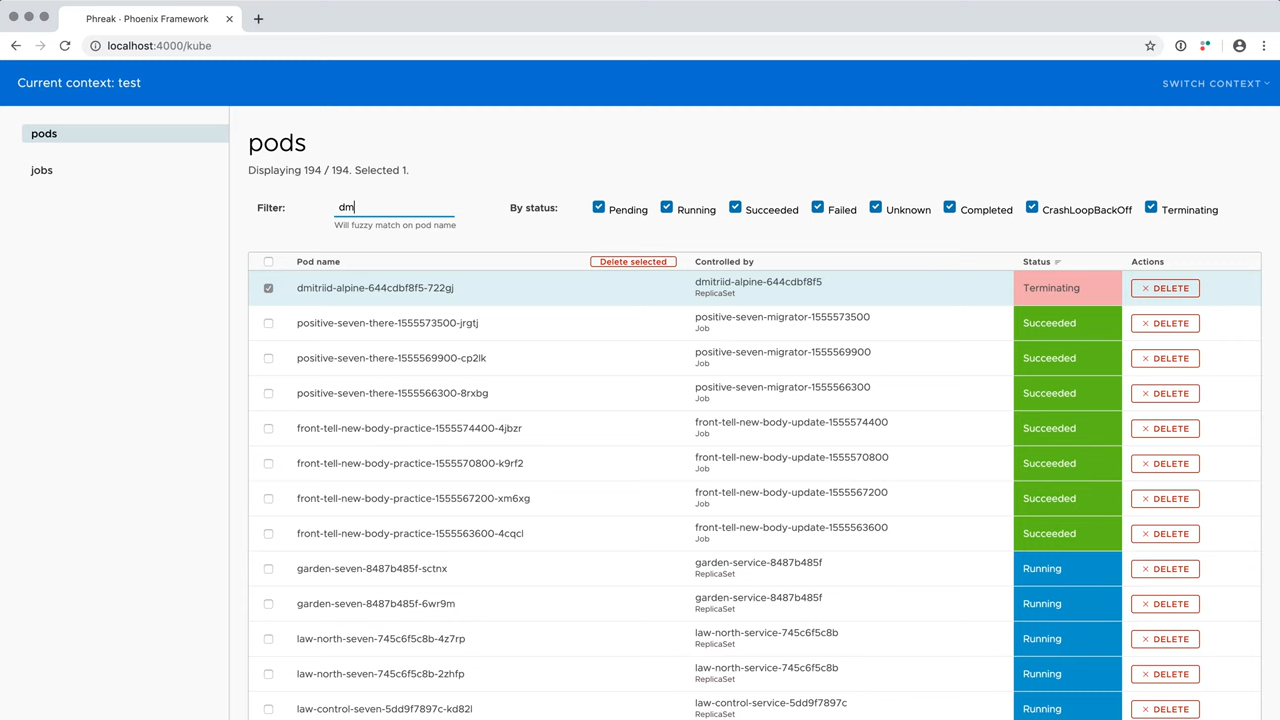 Phreak - Phoenix Framework
localhost:4000/kube
Current context: test
SWITCH CONTEXT
pods
jobs
pods
Displaying 194 / 194. Selected 1.
Filter:
dm
Will fuzzy match on pod name
By status:
Pending
Running
Succeeded
Failed
Unknown
Completed
CrashLoopBackOff
Terminating
Pod name
Delete selected
Controlled by
Status
Actions
dmitriid-alpine-644cdbf8f5-722gj
dmitriid-alpine-644cdbf8f5
ReplicaSet
Terminating
× DELETE
positive-seven-there-1555573500-jrgtj
positive-seven-migrator-1555573500
Job
Succeeded
× DELETE
positive-seven-there-1555569900-cp2lk
positive-seven-migrator-1555569900
Job
Succeeded
× DELETE
positive-seven-there-1555566300-8rxbg
positive-seven-migrator-1555566300
Job
Succeeded
× DELETE
front-tell-new-body-practice-1555574400-4jbzr
front-tell-new-body-update-1555574400
Job
Succeeded
× DELETE
front-tell-new-body-practice-1555570800-k9rf2
front-tell-new-body-update-1555570800
Job
Succeeded
× DELETE
front-tell-new-body-practice-1555567200-xm6xg
front-tell-new-body-update-1555567200
Job
Succeeded
× DELETE
front-tell-new-body-practice-1555563600-4cqcl
front-tell-new-body-update-1555563600
Job
Succeeded
× DELETE
garden-seven-8487b485f-sctnx
garden-service-8487b485f
ReplicaSet
Running
× DELETE
garden-seven-8487b485f-6wr9m
garden-service-8487b485f
ReplicaSet
Running
× DELETE
law-north-seven-745c6f5c8b-4z7rp
law-north-service-745c6f5c8b
ReplicaSet
Running
× DELETE
law-north-seven-745c6f5c8b-2zhfp
law-north-service-745c6f5c8b
ReplicaSet
Running
× DELETE
law-control-seven-5dd9f7897c-kd82l
law-control-service-5dd9f7897c
ReplicaSet
Running
× DELETE